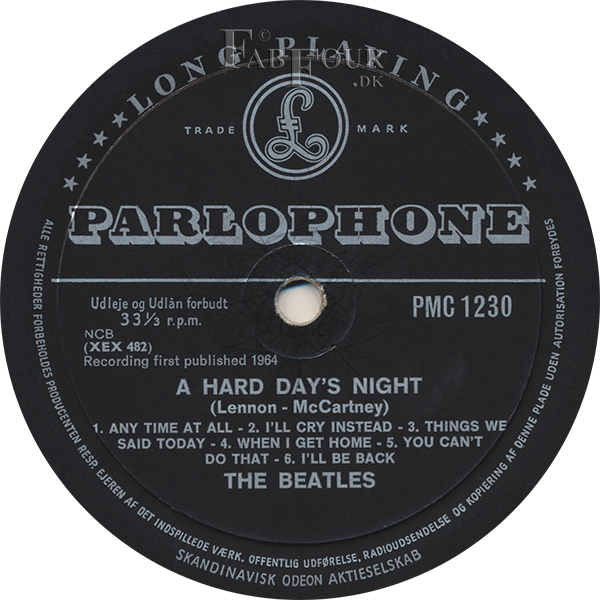 © FAB FOUR .DK
LONG PLAYING
£
TRADE MARK
PARLOPHONE
Udleje og Udlån forbudt
33⅓ r.p.m.
PMC 1230
NCB
(XEX 482)
Recording first published 1964
A HARD DAY'S NIGHT
(Lennon - McCartney)
1. ANY TIME AT ALL - 2. I'LL CRY INSTEAD - 3. THINGS WE
SAID TODAY - 4. WHEN I GET HOME - 5. YOU CAN'T
DO THAT - 6. I'LL BE BACK
THE BEATLES
ALLE RETTIGHEDER FORBEHOLDES PRODUCENTEN RESP. EJEREN AF DET INDSPILLEDE VÆRK. OFFENTLIG UDFØRELSE, RADIOUDSENDELSE OG KOPIERING AF DENNE PLADE UDEN AUTORISATION FORBYDES
SKANDINAVISK ODEON AKTIESELSKAB